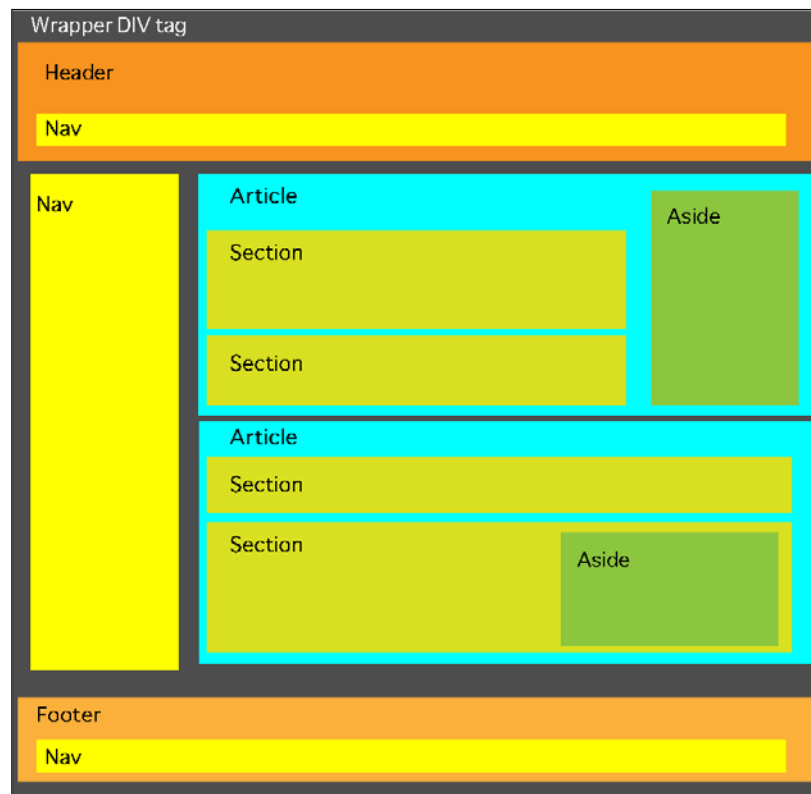 Wrapper DIV tag
Header
Nav
Nav
Article
Aside
Section
Section
Article
Section
Section
Aside
Footer
Nav